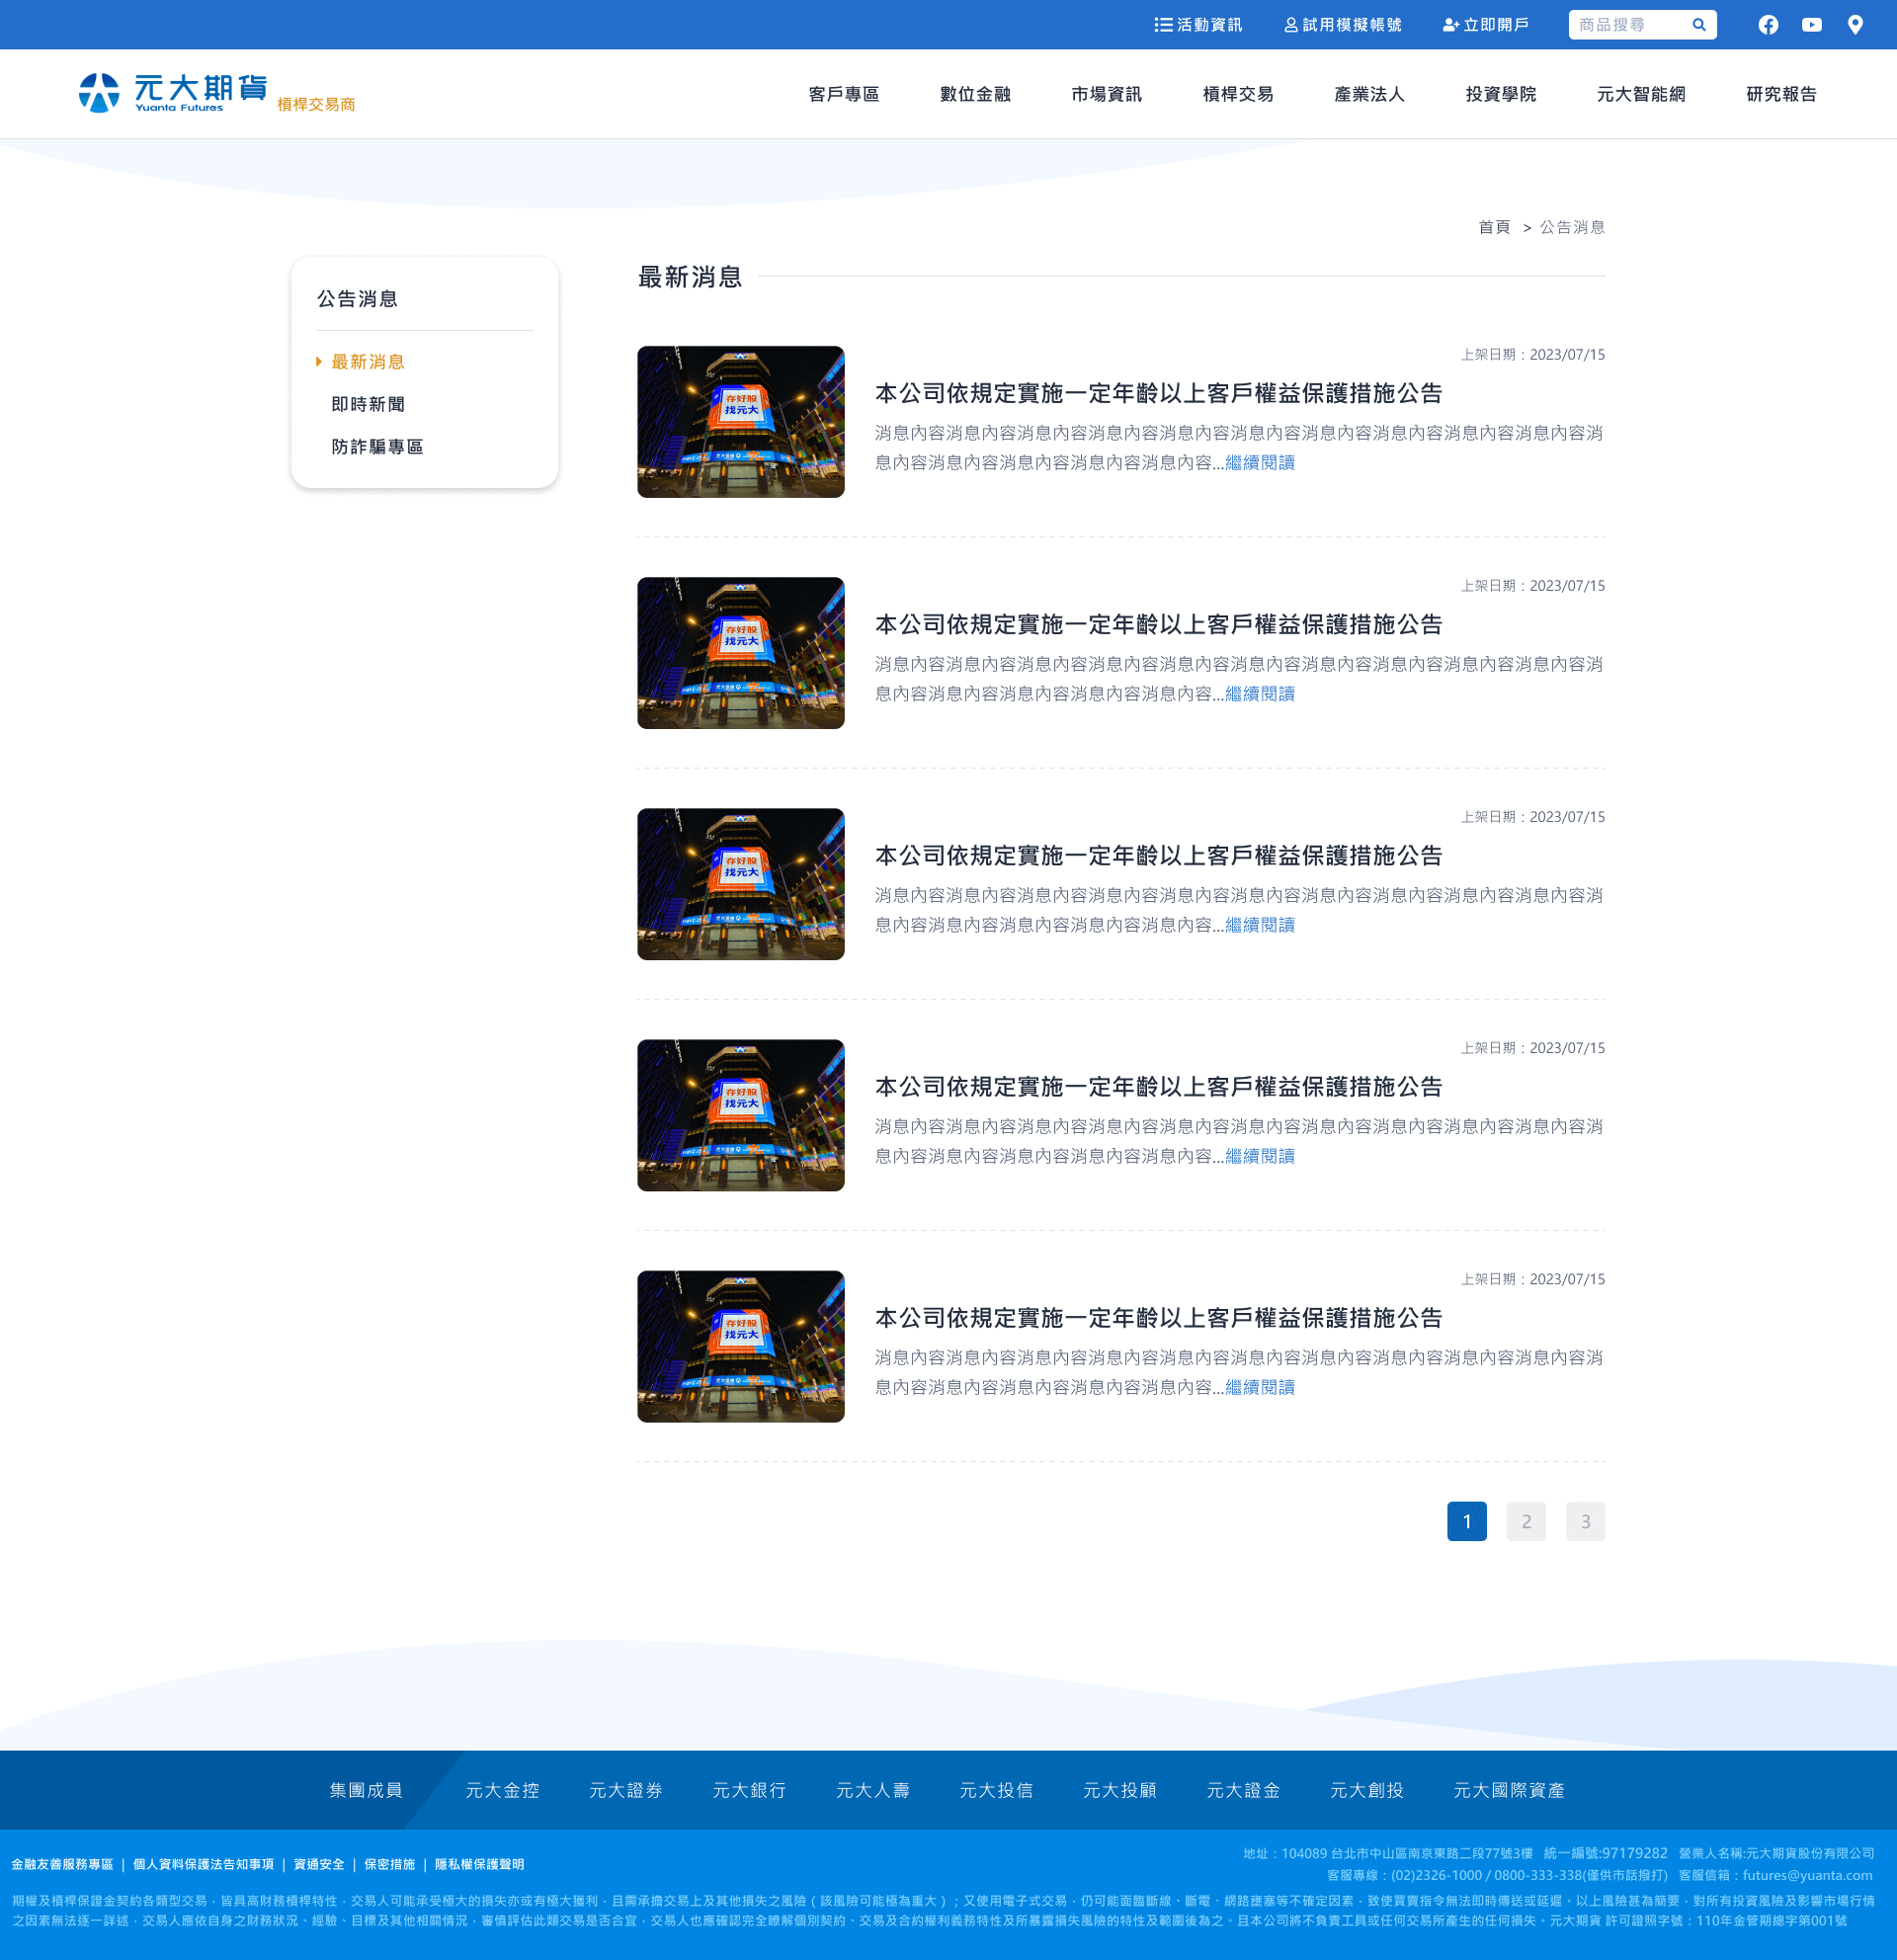 活動資訊 試用模擬帳號 立即開戶 商品搜尋
元大期貨 Yuanta Futures 槓桿交易商
客戶專區 數位金融 市場資訊 槓桿交易 產業法人 投資學院 元大智能網 研究報告
首頁 > 公告消息
公告消息
最新消息
即時新聞
防詐騙專區
最新消息
存好股
找元大
上架日期：2023/07/15
本公司依規定實施一定年齡以上客戶權益保護措施公告
消息內容消息內容消息內容消息內容消息內容消息內容消息內容消息內容消息內容消息內容消
息內容消息內容消息內容消息內容消息內容...繼續閱讀
存好股
找元大
上架日期：2023/07/15
本公司依規定實施一定年齡以上客戶權益保護措施公告
消息內容消息內容消息內容消息內容消息內容消息內容消息內容消息內容消息內容消息內容消
息內容消息內容消息內容消息內容消息內容...繼續閱讀
存好股
找元大
上架日期：2023/07/15
本公司依規定實施一定年齡以上客戶權益保護措施公告
消息內容消息內容消息內容消息內容消息內容消息內容消息內容消息內容消息內容消息內容消
息內容消息內容消息內容消息內容消息內容...繼續閱讀
存好股
找元大
上架日期：2023/07/15
本公司依規定實施一定年齡以上客戶權益保護措施公告
消息內容消息內容消息內容消息內容消息內容消息內容消息內容消息內容消息內容消息內容消
息內容消息內容消息內容消息內容消息內容...繼續閱讀
存好股
找元大
上架日期：2023/07/15
本公司依規定實施一定年齡以上客戶權益保護措施公告
消息內容消息內容消息內容消息內容消息內容消息內容消息內容消息內容消息內容消息內容消
息內容消息內容消息內容消息內容消息內容...繼續閱讀
1 2 3
集團成員 元大金控 元大證券 元大銀行 元大人壽 元大投信 元大投顧 元大證金 元大創投 元大國際資產
地址：104089 台北市中山區南京東路二段77號3樓 統一編號:97179282 營業人名稱:元大期貨股份有限公司
金融友善服務專區 | 個人資料保護法告知事項 | 資通安全 | 保密措施 | 隱私權保護聲明
客服專線：(02)2326-1000 / 0800-333-338(僅供市話撥打) 客服信箱：futures@yuanta.com
期權及槓桿保證金契約各類型交易，皆具高財務槓桿特性，交易人可能承受極大的損失亦或有極大獲利，且需承擔交易上及其他損失之風險（該風險可能極為重大）；又使用電子式交易，仍可能面臨斷線、斷電、網路壅塞等不確定因素，致使買賣指令無法即時傳送或延遲。以上風險甚為簡要，對所有投資風險及影響市場行情
之因素無法逐一詳述，交易人應依自身之財務狀況、經驗、目標及其他相關情況，審慎評估此類交易是否合宜，交易人也應確認完全瞭解個別契約、交易及合約權利義務特性及所暴露損失風險的特性及範圍後為之。且本公司將不負責工具或任何交易所產生的任何損失。元大期貨 許可證照字號：110年金管期總字第001號